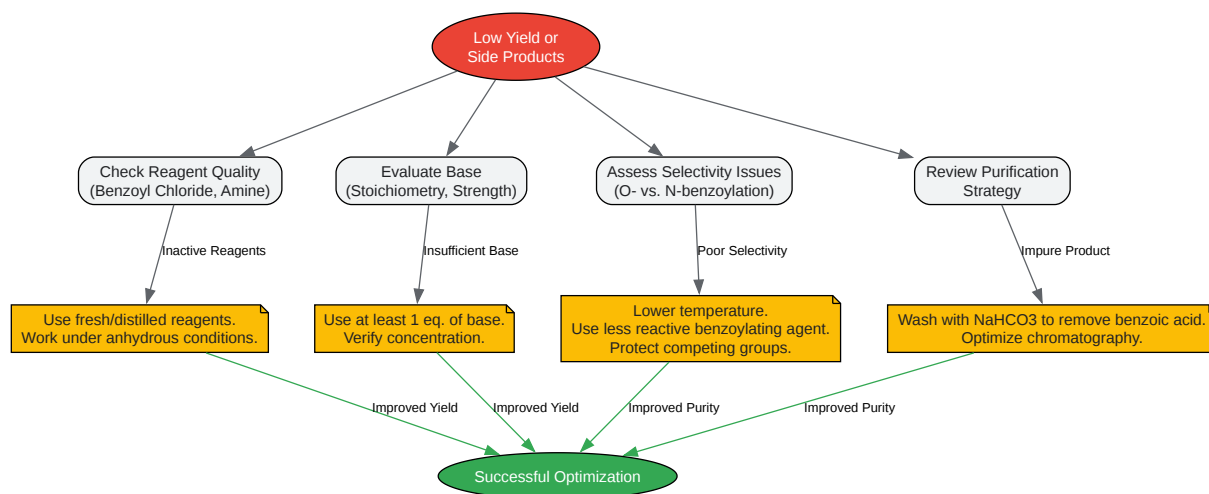 Low Yield or
Side Products
Check Reagent Quality
(Benzoyl Chloride, Amine)
Evaluate Base
(Stoichiometry, Strength)
Assess Selectivity Issues
(O- vs. N-benzoylation)
Review Purification
Strategy
Inactive Reagents
Insufficient Base
Poor Selectivity
Impure Product
Use fresh/distilled reagents.
Work under anhydrous conditions.
Use at least 1 eq. of base.
Verify concentration.
Lower temperature.
Use less reactive benzoylating agent.
Protect competing groups.
Wash with NaHCO3 to remove benzoic acid.
Optimize chromatography.
Improved Yield
Improved Yield
Improved Purity
Improved Purity
Successful Optimization